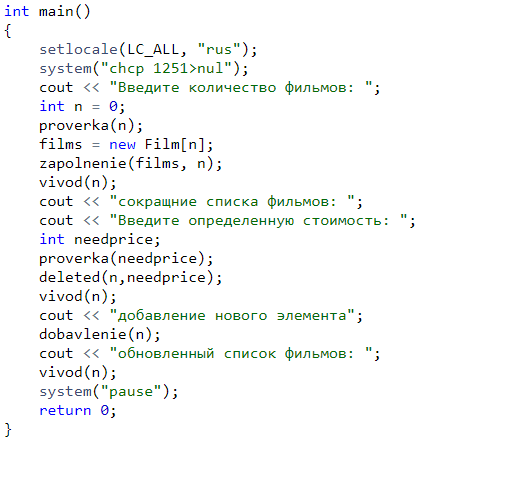 int main()
{
setlocale(LC_ALL, "rus");
system("chcp 1251>nul");
cout << "Введите количество фильмов: ";
int n = 0;
proverka(n);
films = new Film[n];
zapolnenie(films, n);
vivod(n);
cout << "сокращние списка фильмов: ";
cout << "Введите определенную стоимость: ";
int needprice;
proverka(needprice);
deleted(n,needprice);
vivod(n);
cout << "добавление нового элемента";
dobavlenie(n);
cout << "обновленный список фильмов: ";
vivod(n);
system("pause");
return 0;
}